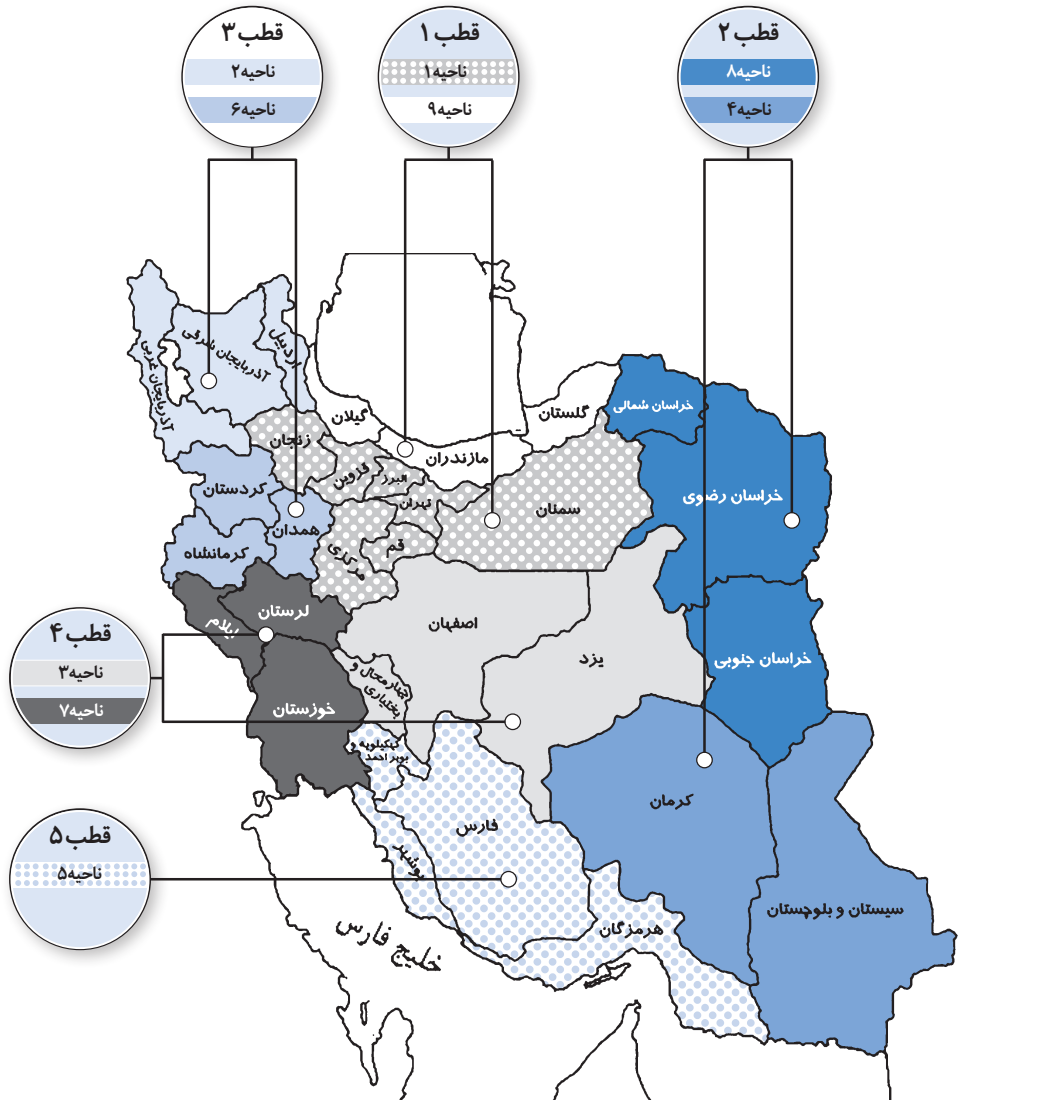 قطب ۳
ناحیه۲
ناحیه۶
قطب ۱
ناحیه۱
ناحیه۹
قطب ۲
ناحیه۸
ناحیه۴
آذربایجان شرقی
اردبیل
آذربایجان غربی
گیلان
گلستان
خراسان شمالی
زنجان
مازندران
قزوین
البرز
تهران
سمنان
خراسان رضوی
کردستان
همدان
کرمانشاه
مرکزی
قم
قطب ۴
ناحیه۳
ناحیه۷
ایلام
لرستان
اصفهان
یزد
خراسان جنوبی
چهارمحال و
بختیاری
خوزستان
کهکیلویه و
بویر احمد
کرمان
فارس
بوشهر
قطب ۵
ناحیه۵
هرمزگان
سیستان و بلوچستان
خلیج فارس